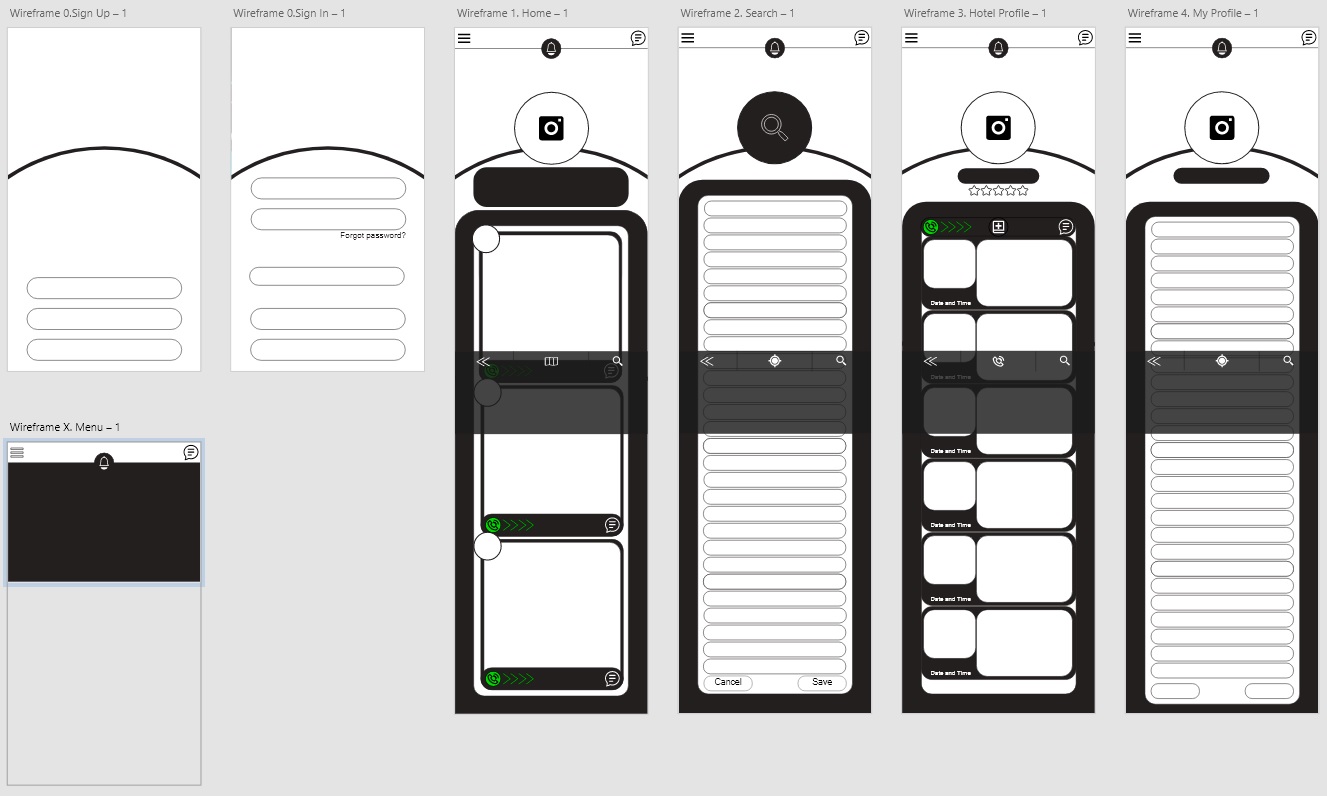 Wireframe 0.Sign Up – 1
Wireframe 0.Sign In – 1
Wireframe 1. Home – 1
Wireframe 2. Search – 1
Wireframe 3. Hotel Profile – 1
Wireframe 4. My Profile – 1
Forgot password?
Date and Time
Date and Time
Date and Time
Date and Time
Date and Time
Date and Time
Cancel
Save
Wireframe X. Menu – 1